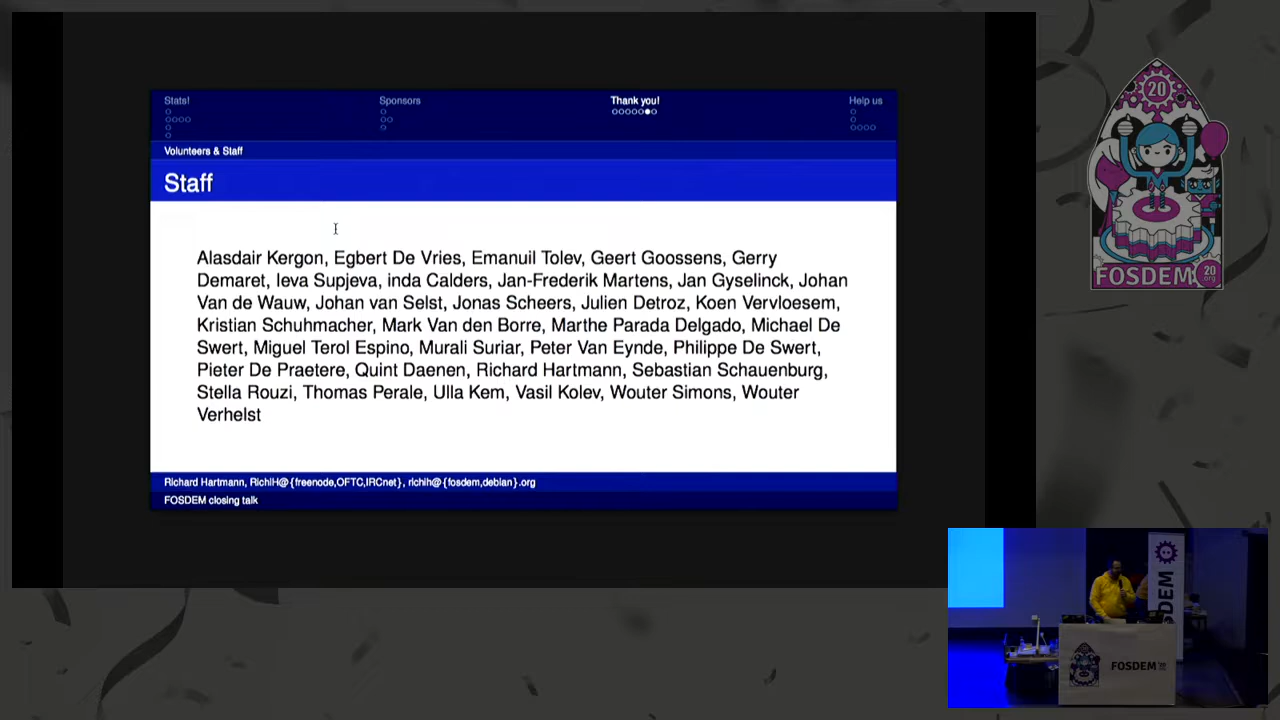 Stats!
Sponsors
Thank you!
Help us
Volunteers & Staff
Staff
Alasdair Kergon, Egbert De Vries, Emanuil Tolev, Geert Goossens, Gerry
Demaret, Ieva Supjeva, inda Calders, Jan-Frederik Martens, Jan Gyselinck, Johan
Van de Wauw, Johan van Selst, Jonas Scheers, Julien Detroz, Koen Vervloesem,
Kristian Schuhmacher, Mark Van den Borre, Marthe Parada Delgado, Michael De
Swert, Miguel Terol Espino, Murali Suriar, Peter Van Eynde, Philippe De Swert,
Pieter De Praetere, Quint Daenen, Richard Hartmann, Sebastian Schauenburg,
Stella Rouzi, Thomas Perale, Ulla Kem, Vasil Kolev, Wouter Simons, Wouter
Verhelst
Richard Hartmann, RichiH@{freenode,OFTC,IRCnet}, richih@{fosdem,debian}.org
FOSDEM closing talk
20
FOSDEM 20 .org
FOSDEM